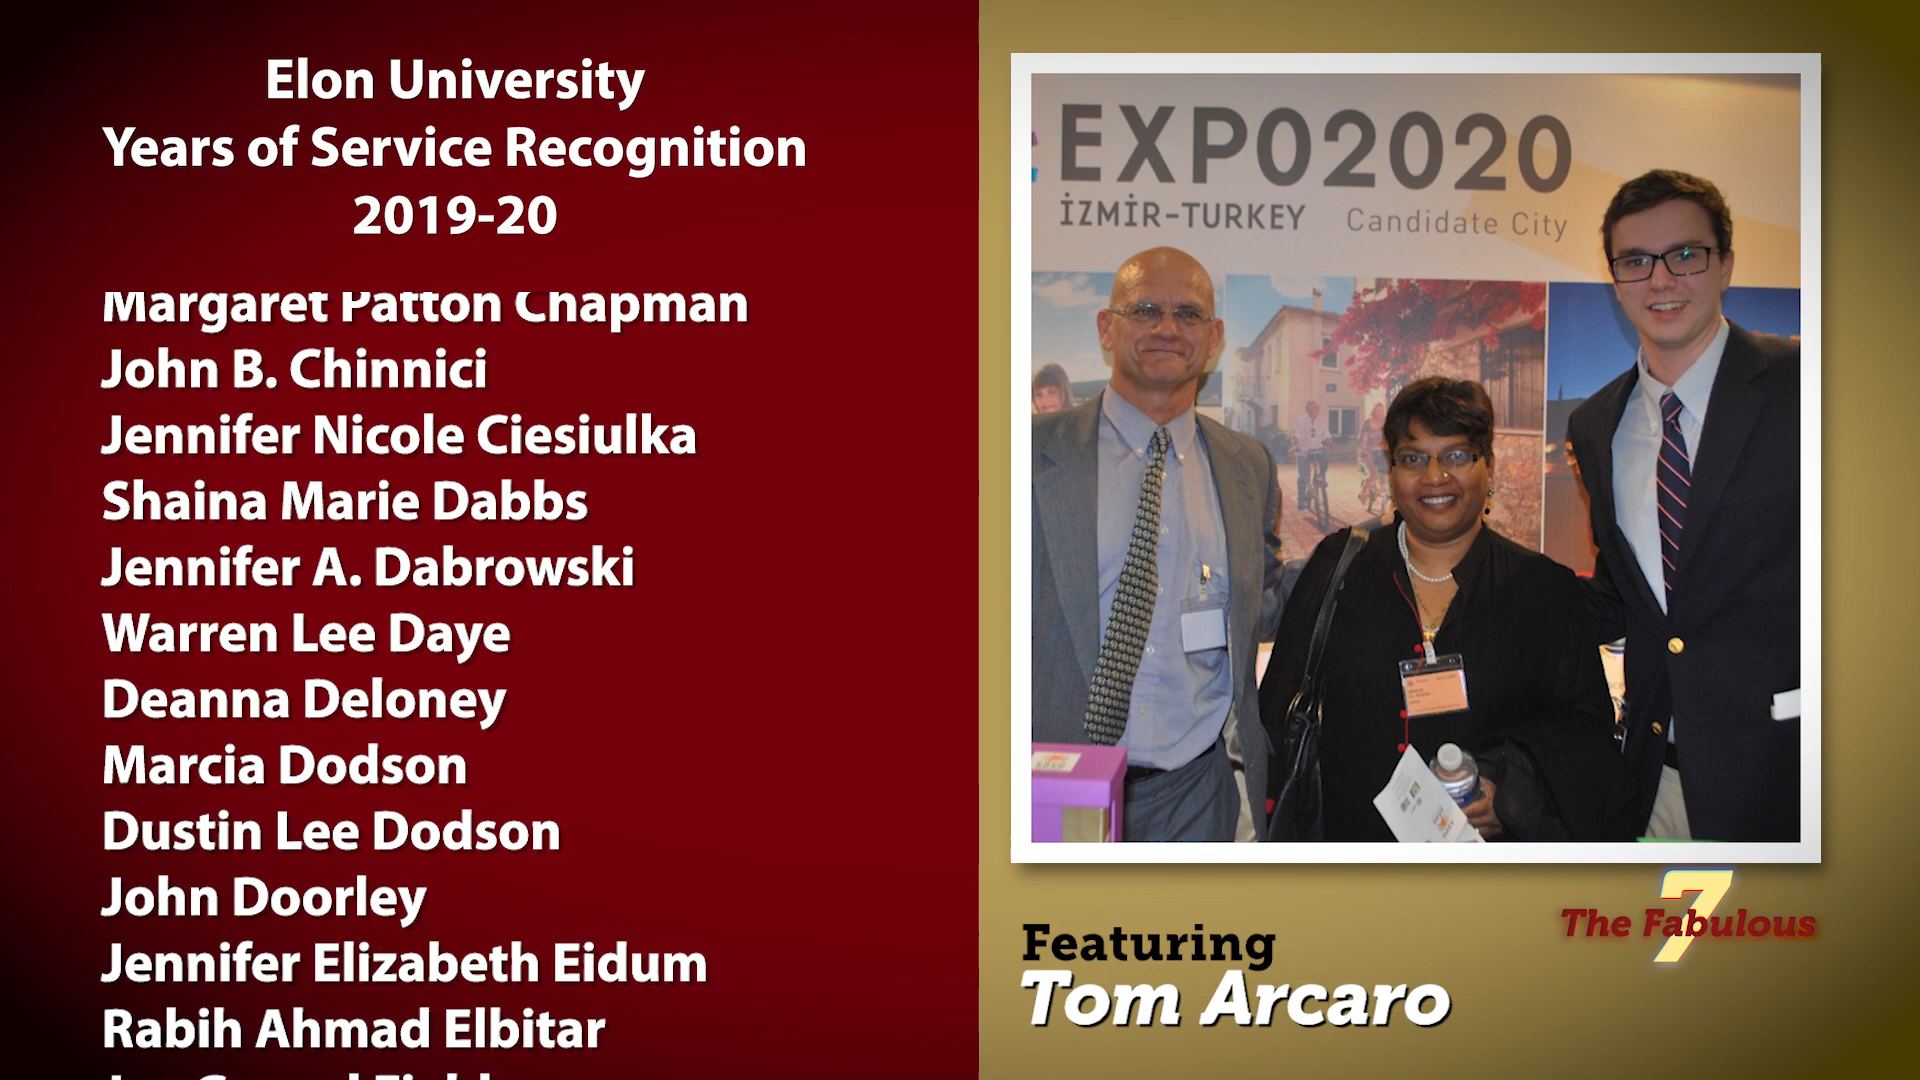 Elon University
Years of Service Recognition
2019-20
Margaret Patton Chapman
John B. Chinnici
Jennifer Nicole Ciesiulka
Shaina Marie Dabbs
Jennifer A. Dabrowski
Warren Lee Daye
Deanna Deloney
Marcia Dodson
Dustin Lee Dodson
John Doorley
Jennifer Elizabeth Eidum
Rabih Ahmad Elbitar
EXPO2020
İZMİR-TURKEY Candidate City
Featuring
Tom Arcaro
The Fabulous
7